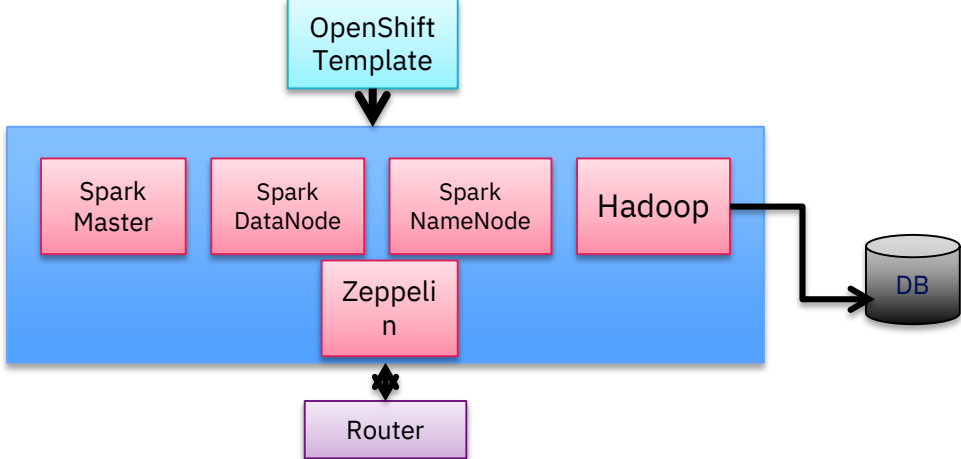 OpenShift
Template
Spark
Master
Spark
DataNode
Spark
NameNode
Hadoop
DB
Zeppeli
n
Router